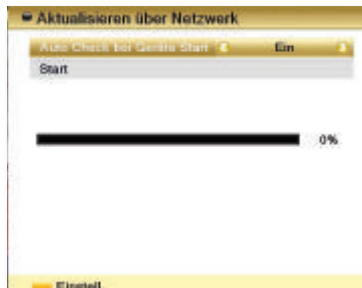 Aktualisieren über Netzwerk
Auto Check bei Geräte Start Ein
Start
0%
Einstell